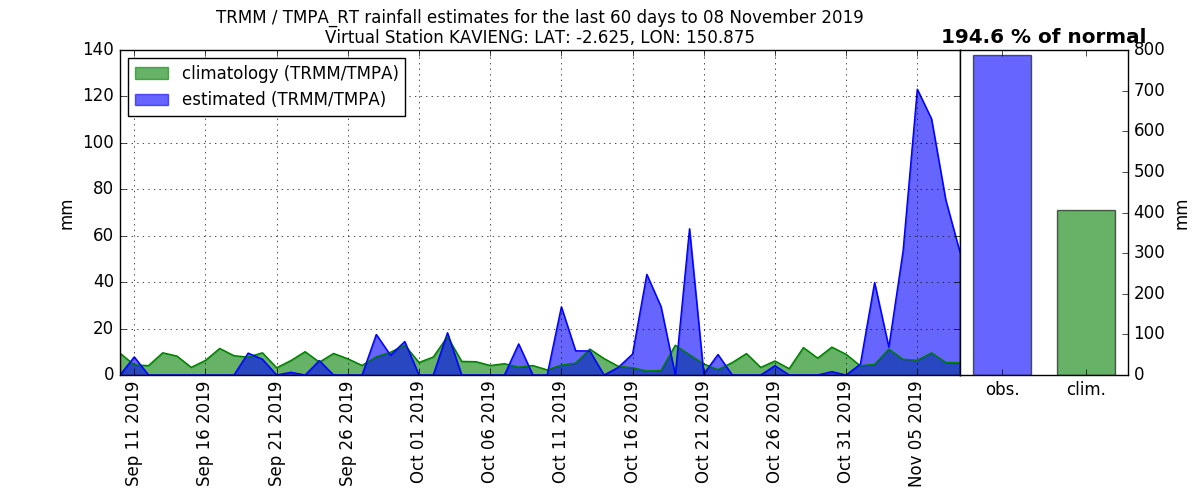 TRMM / TMPA_RT rainfall estimates for the last 60 days to 08 November 2019
Virtual Station KAVIENG: LAT: -2.625, LON: 150.875
194.6 % of normal
climatology (TRMM/TMPA)
estimated (TRMM/TMPA)
140
120
100
80
60
40
20
0
mm
Sep 11 2019
Sep 16 2019
Sep 21 2019
Sep 26 2019
Oct 01 2019
Oct 06 2019
Oct 11 2019
Oct 16 2019
Oct 21 2019
Oct 26 2019
Oct 31 2019
Nov 05 2019
800
700
600
500
400
300
200
100
0
mm
obs.
clim.